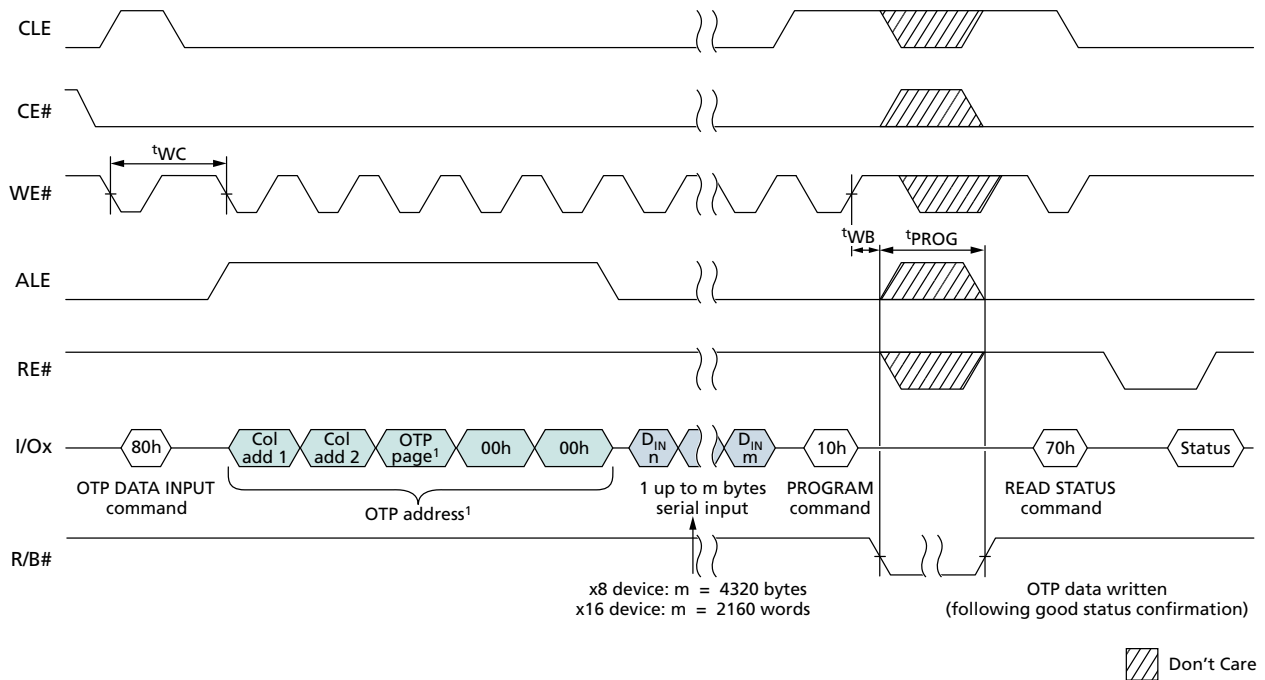 CLE
CE#
tWC
WE#
tWB
tPROG
ALE
RE#
I/Ox
80h
Col
add 1
Col
add 2
OTP
page1
00h
00h
DIN
n
DIN
m
10h
70h
Status
OTP DATA INPUT
command
OTP address1
1 up to m bytes
serial input
PROGRAM
command
READ STATUS
command
R/B#
x8 device: m = 4320 bytes
x16 device: m = 2160 words
OTP data written
(following good status confirmation)
Don't Care